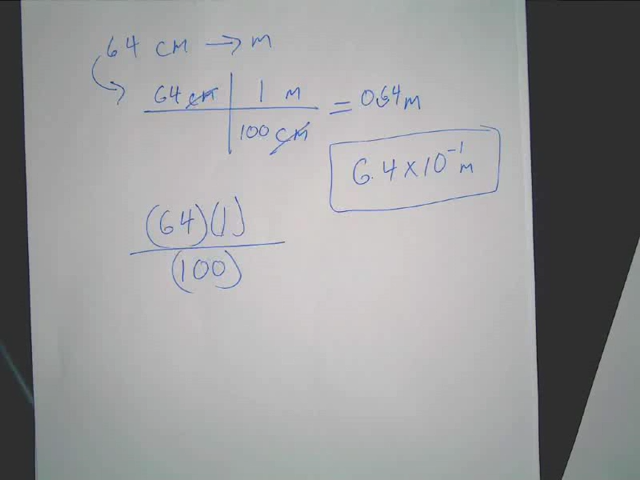 64 cm → m
64 cm | 1 m
100 cm
= 0.64 m
6.4 × 10⁻¹ m
(64)(1)
(100)